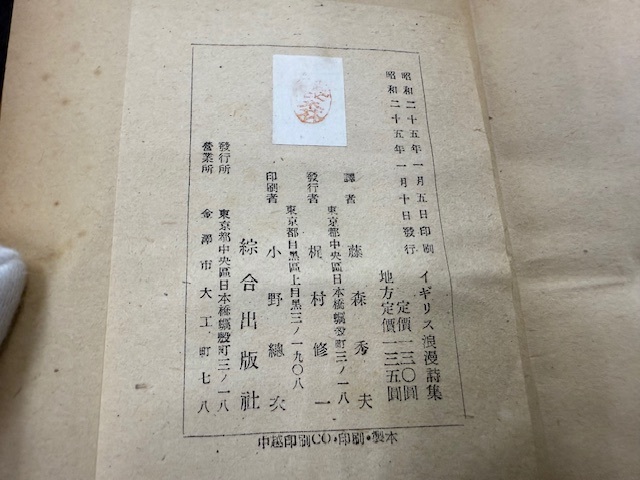 昭和二十五年一月五日印刷
昭和二十五年一月十日發行
イギリス浪漫詩集
定價一三〇圓
地方定價一三五圓
譯者 藤森秀夫
東京都中央區日本橋蠣殼町三ノ一八
發行者 梶村修一
東京都目黒區上目黒三ノ一九〇八
印刷者 小野總次
綜合出版社
發行所 東京都中央區日本橋蠣殼町三ノ一八
營業所 金澤市大工町七八
中越印刷CO・印刷・製本